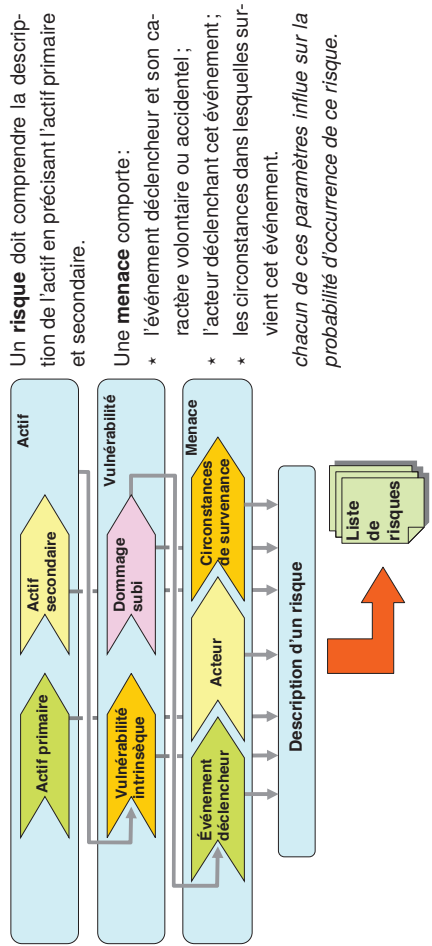 Un risque doit comprendre la descrip-
tion de l'actif en précisant l'actif primaire
et secondaire.
Une menace comporte :
★ l'événement déclencheur et son ca-
ractère volontaire ou accidentel ;
★ l'acteur déclenchant cet événement ;
★ les circonstances dans lesquelles sur-
vient cet événement.
chacun de ces paramètres influe sur la
probabilité d'occurrence de ce risque.
Actif
Actif primaire
Actif
secondaire
Vulnérabilité
Vulnérabilité
intrinsèque
Dommage
subi
Menace
Événement
déclencheur
Acteur
Circonstances
de survenance
Description d'un risque
Liste
de
risques